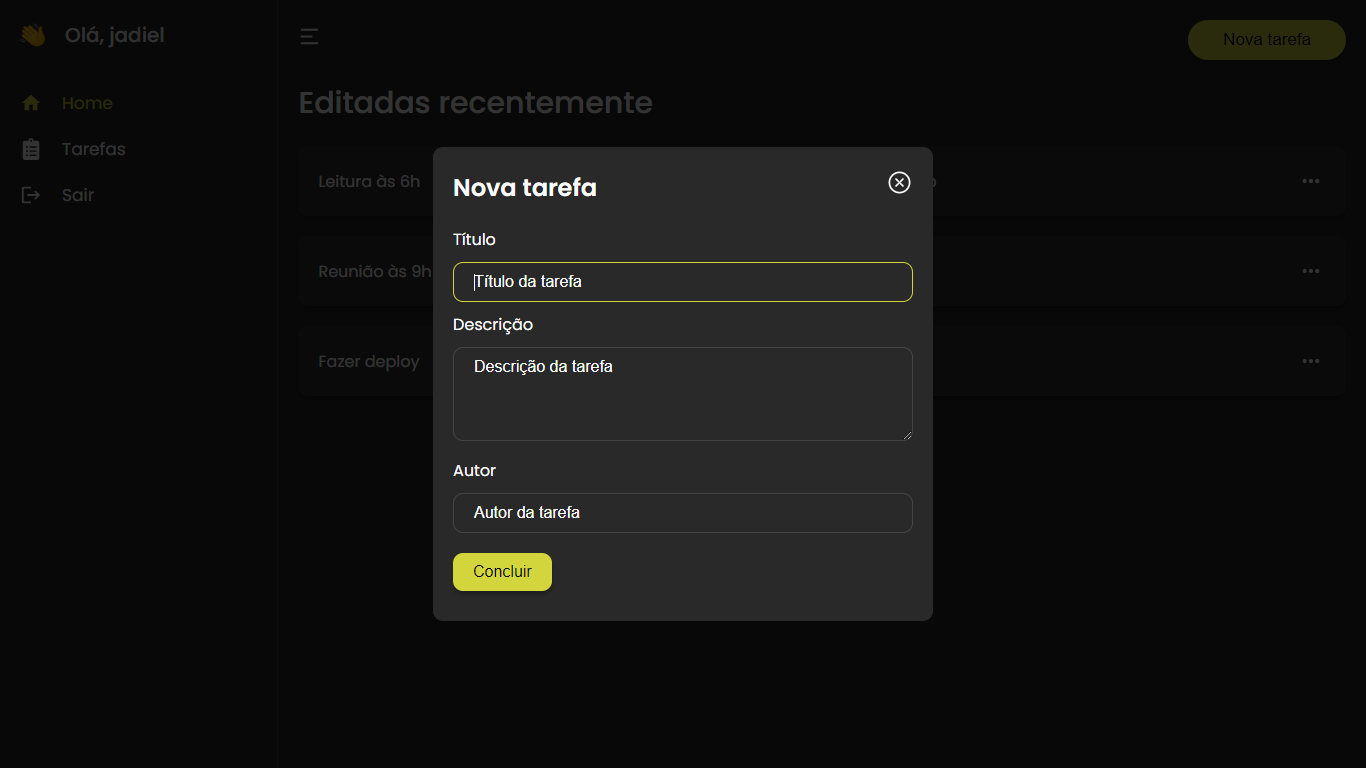 Olá, jadiel
Home
Tarefas
Sair
Nova tarefa
Editadas recentemente
Leitura às 6h
Reunião às 9h
Fazer deploy
Nova tarefa
Título
Título da tarefa
Descrição
Descrição da tarefa
Autor
Autor da tarefa
Concluir